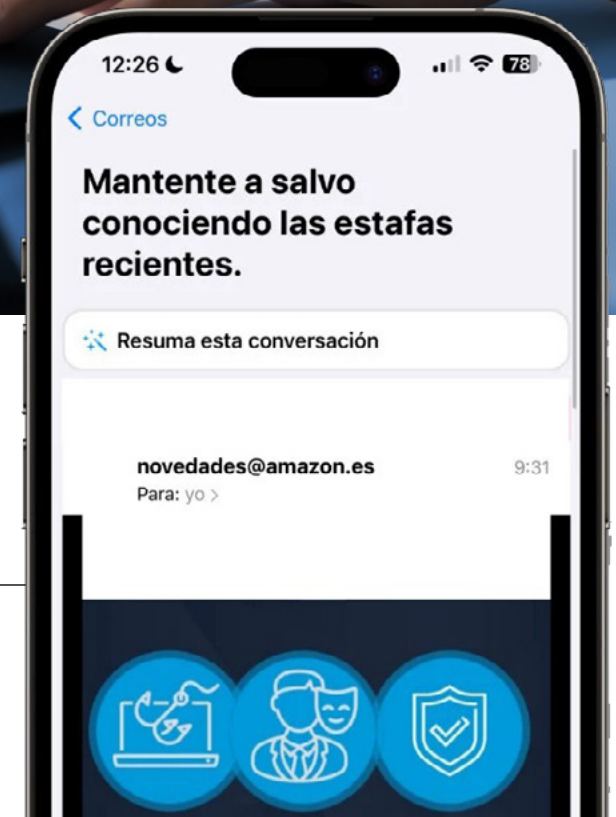 12:26
78
Correos
Mantente a salvo
conociendo las estafas
recientes.
Resuma esta conversación
novedades@amazon.es
9:31
Para: yo >